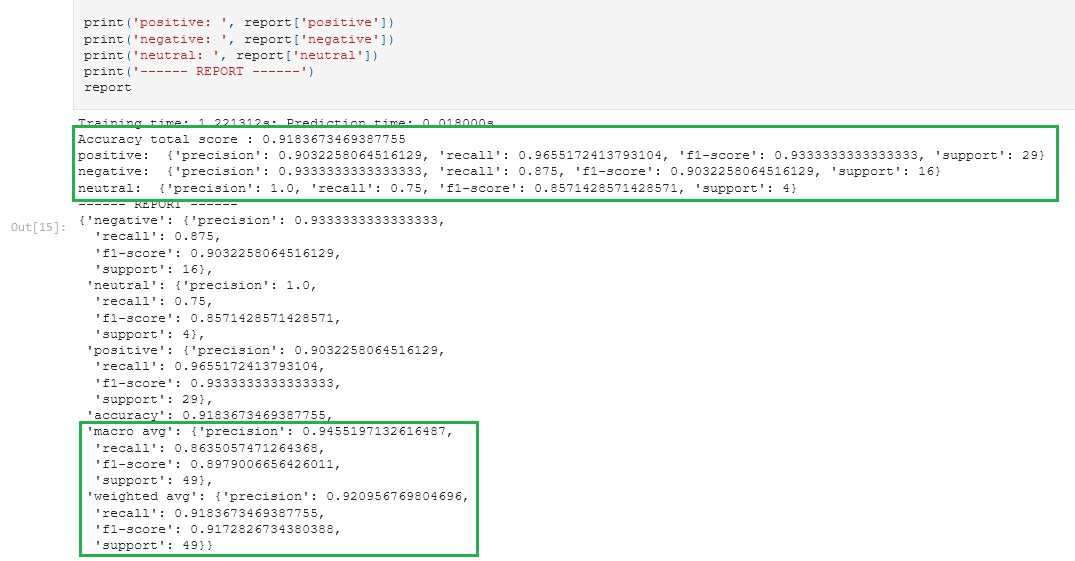 print('positive: ', report['positive'])
print('negative: ', report['negative'])
print('neutral: ', report['neutral'])
print('------ REPORT ------')
report
Training time: 1.221312s; Prediction time: 0.018000s
Accuracy total score : 0.9183673469387755
positive:  {'precision': 0.9032258064516129, 'recall': 0.9655172413793104, 'f1-score': 0.9333333333333333, 'support': 29}
negative:  {'precision': 0.9333333333333333, 'recall': 0.875, 'f1-score': 0.9032258064516129, 'support': 16}
neutral:  {'precision': 1.0, 'recall': 0.75, 'f1-score': 0.8571428571428571, 'support': 4}
------ REPORT ------
Out[15]:
{'negative': {'precision': 0.9333333333333333,
  'recall': 0.875,
  'f1-score': 0.9032258064516129,
  'support': 16},
 'neutral': {'precision': 1.0,
  'recall': 0.75,
  'f1-score': 0.8571428571428571,
  'support': 4},
 'positive': {'precision': 0.9032258064516129,
  'recall': 0.9655172413793104,
  'f1-score': 0.9333333333333333,
  'support': 29},
 'accuracy': 0.9183673469387755,
 'macro avg': {'precision': 0.9455197132616487,
  'recall': 0.8635057471264368,
  'f1-score': 0.8979006656426011,
  'support': 49},
 'weighted avg': {'precision': 0.920956769804696,
  'recall': 0.9183673469387755,
  'f1-score': 0.9172826734380388,
  'support': 49}}